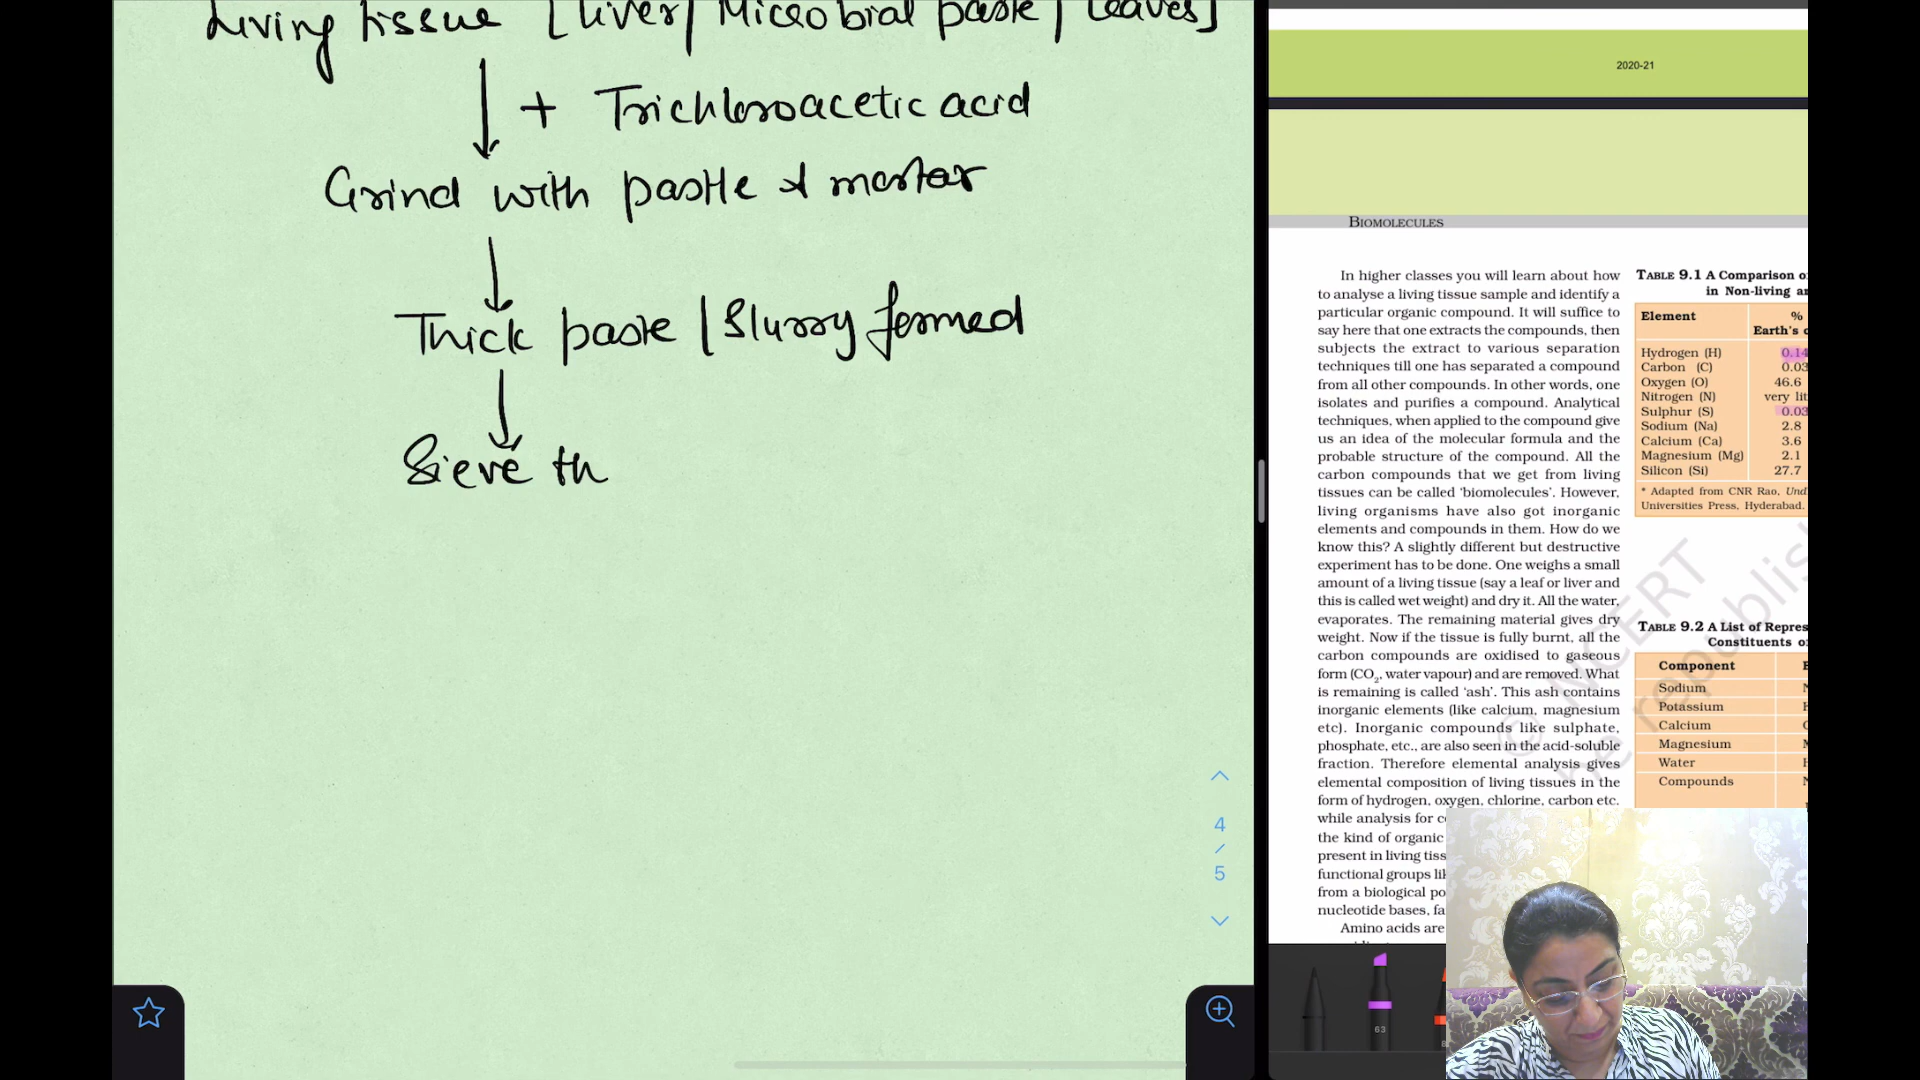 Living tissue [Liver/ Microbial paste / Leaves]
+ Trichloroacetic acid
Grind with pastle & mortar
Thick paste / Slurry formed
Sieve th
4
/
5
2020-21
BIOMOLECULES
In higher classes you will learn about how
to analyse a living tissue sample and identify a
particular organic compound. It will suffice to
say here that one extracts the compounds, then
subjects the extract to various separation
techniques till one has separated a compound
from all other compounds. In other words, one
isolates and purifies a compound. Analytical
techniques, when applied to the compound give
us an idea of the molecular formula and the
probable structure of the compound. All the
carbon compounds that we get from living
tissues can be called ‘biomolecules’. However,
living organisms have also got inorganic
elements and compounds in them. How do we
know this? A slightly different but destructive
experiment has to be done. One weighs a small
amount of a living tissue (say a leaf or liver and
this is called wet weight) and dry it. All the water,
evaporates. The remaining material gives dry
weight. Now if the tissue is fully burnt, all the
carbon compounds are oxidised to gaseous
form (CO2, water vapour) and are removed. What
is remaining is called ‘ash’. This ash contains
inorganic elements (like calcium, magnesium
etc). Inorganic compounds like sulphate,
phosphate, etc., are also seen in the acid-soluble
fraction. Therefore elemental analysis gives
elemental composition of living tissues in the
form of hydrogen, oxygen, chlorine, carbon etc.
while analysis for c
the kind of organic
present in living tiss
functional groups lik
from a biological po
nucleotide bases, fa
Amino acids are
TABLE 9.1 A Comparison o
in Non-living a
Element %
Earth's
Hydrogen (H) 0.14
Carbon (C) 0.03
Oxygen (O) 46.6
Nitrogen (N) very lit
Sulphur (S) 0.03
Sodium (Na) 2.8
Calcium (Ca) 3.6
Magnesium (Mg) 2.1
Silicon (Si) 27.7
* Adapted from CNR Rao, Und
Universities Press, Hyderabad.
TABLE 9.2 A List of Repres
Constituents o
Component
Sodium
Potassium
Calcium
Magnesium
Water
Compounds
© NCERT
be republis
63